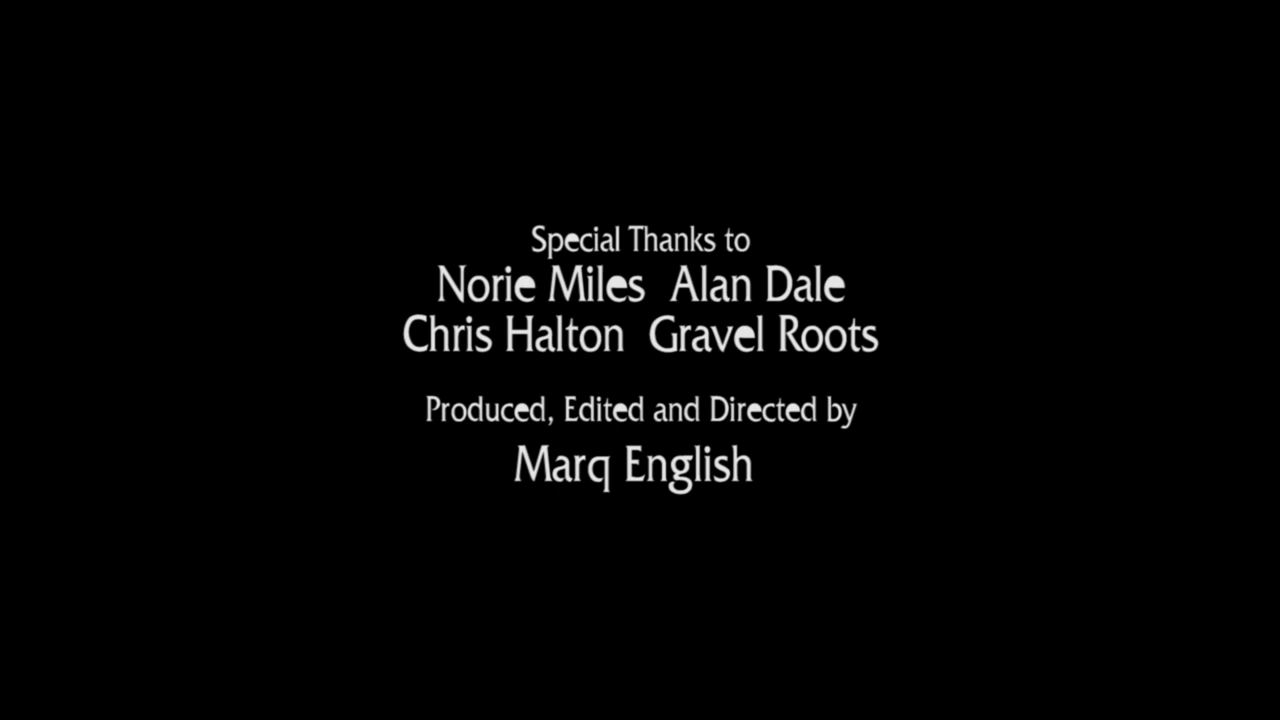 Special Thanks to
Norie Miles  Alan Dale
Chris Halton  Gravel Roots
Produced, Edited and Directed by
Marq English